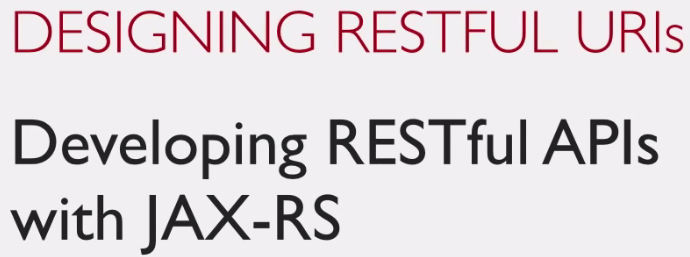 DESIGNING RESTFUL URIs
Developing RESTful APIs
with JAX-RS